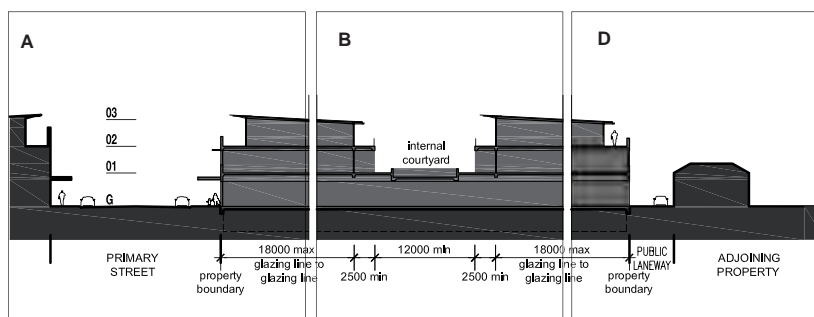 A
B
D
03
02
01
G
internal
courtyard
PRIMARY
STREET
property
boundary
18000 max
glazing line to
glazing line
2500 min
12000 min
2500 min
18000 max
glazing line to
glazing line
property
boundary
PUBLIC
LANEWAY
ADJOINING
PROPERTY